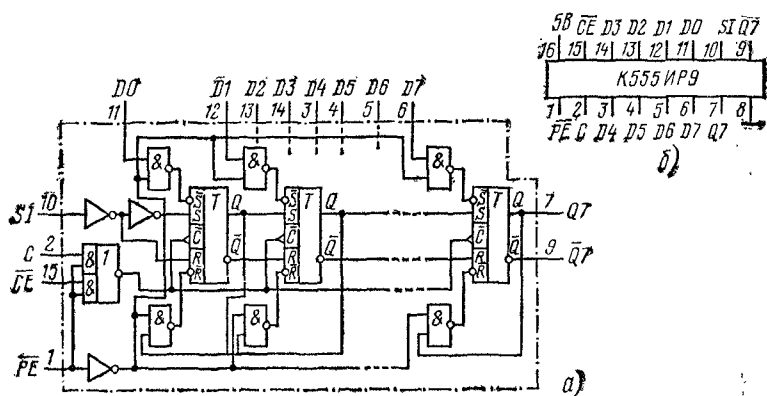 D0 D1 D2 D3 D4 D5 D6 D7
11 12 13 14 3 4 5 6
SI 10
C 2
C̅E̅ 15
P̅E̅ 1
& & &
S̅ S C̅ R R̅ T Q Q̅
S̅ S C̅ R R̅ T Q Q̅
S̅ S C̅ R R̅ T Q Q̅
1
&
&
& & &
7 Q7
9 Q̅7
а)
5В C̅E̅ D3 D2 D1 D0 SI Q̅7
16 15 14 13 12 11 10 9
К555ИР9
1 2 3 4 5 6 7 8
P̅E̅ C D4 D5 D6 D7 Q7
б)